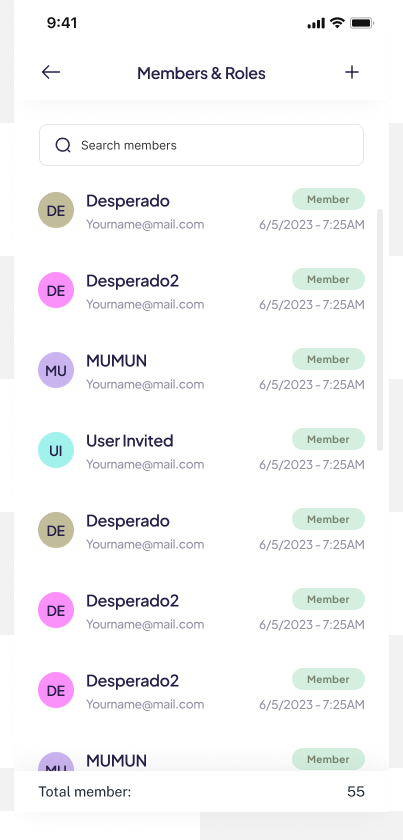 9:41
Members & Roles
Search members
DE Desperado Member
Yourname@mail.com 6/5/2023 - 7:25AM
DE Desperado2 Member
Yourname@mail.com 6/5/2023 - 7:25AM
MU MUMUN Member
Yourname@mail.com 6/5/2023 - 7:25AM
UI User Invited Member
Yourname@mail.com 6/5/2023 - 7:25AM
DE Desperado Member
Yourname@mail.com 6/5/2023 - 7:25AM
DE Desperado2 Member
Yourname@mail.com 6/5/2023 - 7:25AM
DE Desperado2 Member
Yourname@mail.com 6/5/2023 - 7:25AM
MU MUMUN Member
Total member: 55